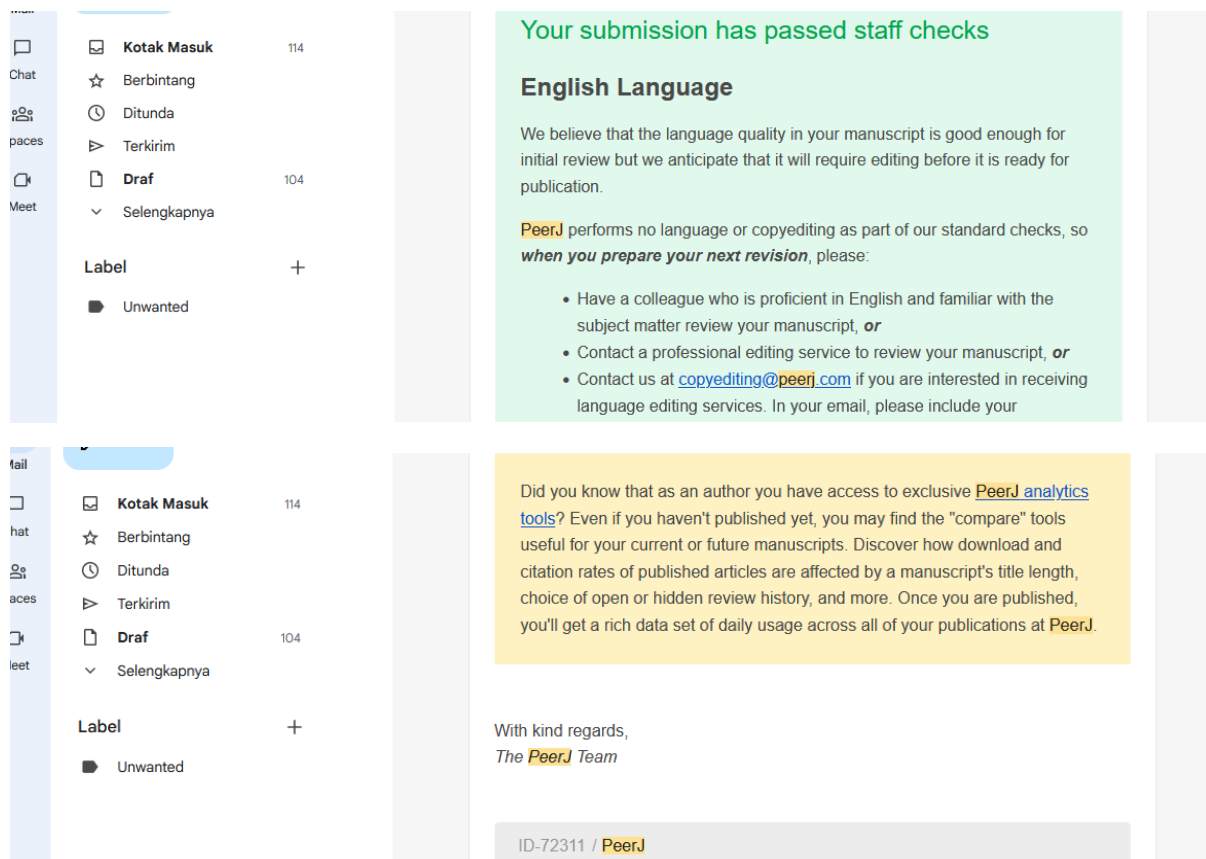 Your submission has passed staff checks
Chat
Kotak Masuk 114
Berbintang
Ditunda
Terkirim
Meet
Draf 104
Selengkapnya
Label +
Unwanted
English Language
We believe that the language quality in your manuscript is good enough for
initial review but we anticipate that it will require editing before it is ready for
publication.
PeerJ performs no language or copyediting as part of our standard checks, so
when you prepare your next revision, please:
• Have a colleague who is proficient in English and familiar with the
subject matter review your manuscript, or
• Contact a professional editing service to review your manuscript, or
• Contact us at copyediting@peerj.com if you are interested in receiving
language editing services. In your email, please include your
Kotak Masuk 114
Berbintang
Ditunda
Terkirim
Draf 104
Selengkapnya
Label +
Unwanted
Did you know that as an author you have access to exclusive PeerJ analytics
tools? Even if you haven't published yet, you may find the "compare" tools
useful for your current or future manuscripts. Discover how download and
citation rates of published articles are affected by a manuscript's title length,
choice of open or hidden review history, and more. Once you are published,
you'll get a rich data set of daily usage across all of your publications at PeerJ.
With kind regards,
The PeerJ Team
ID-72311 / PeerJ